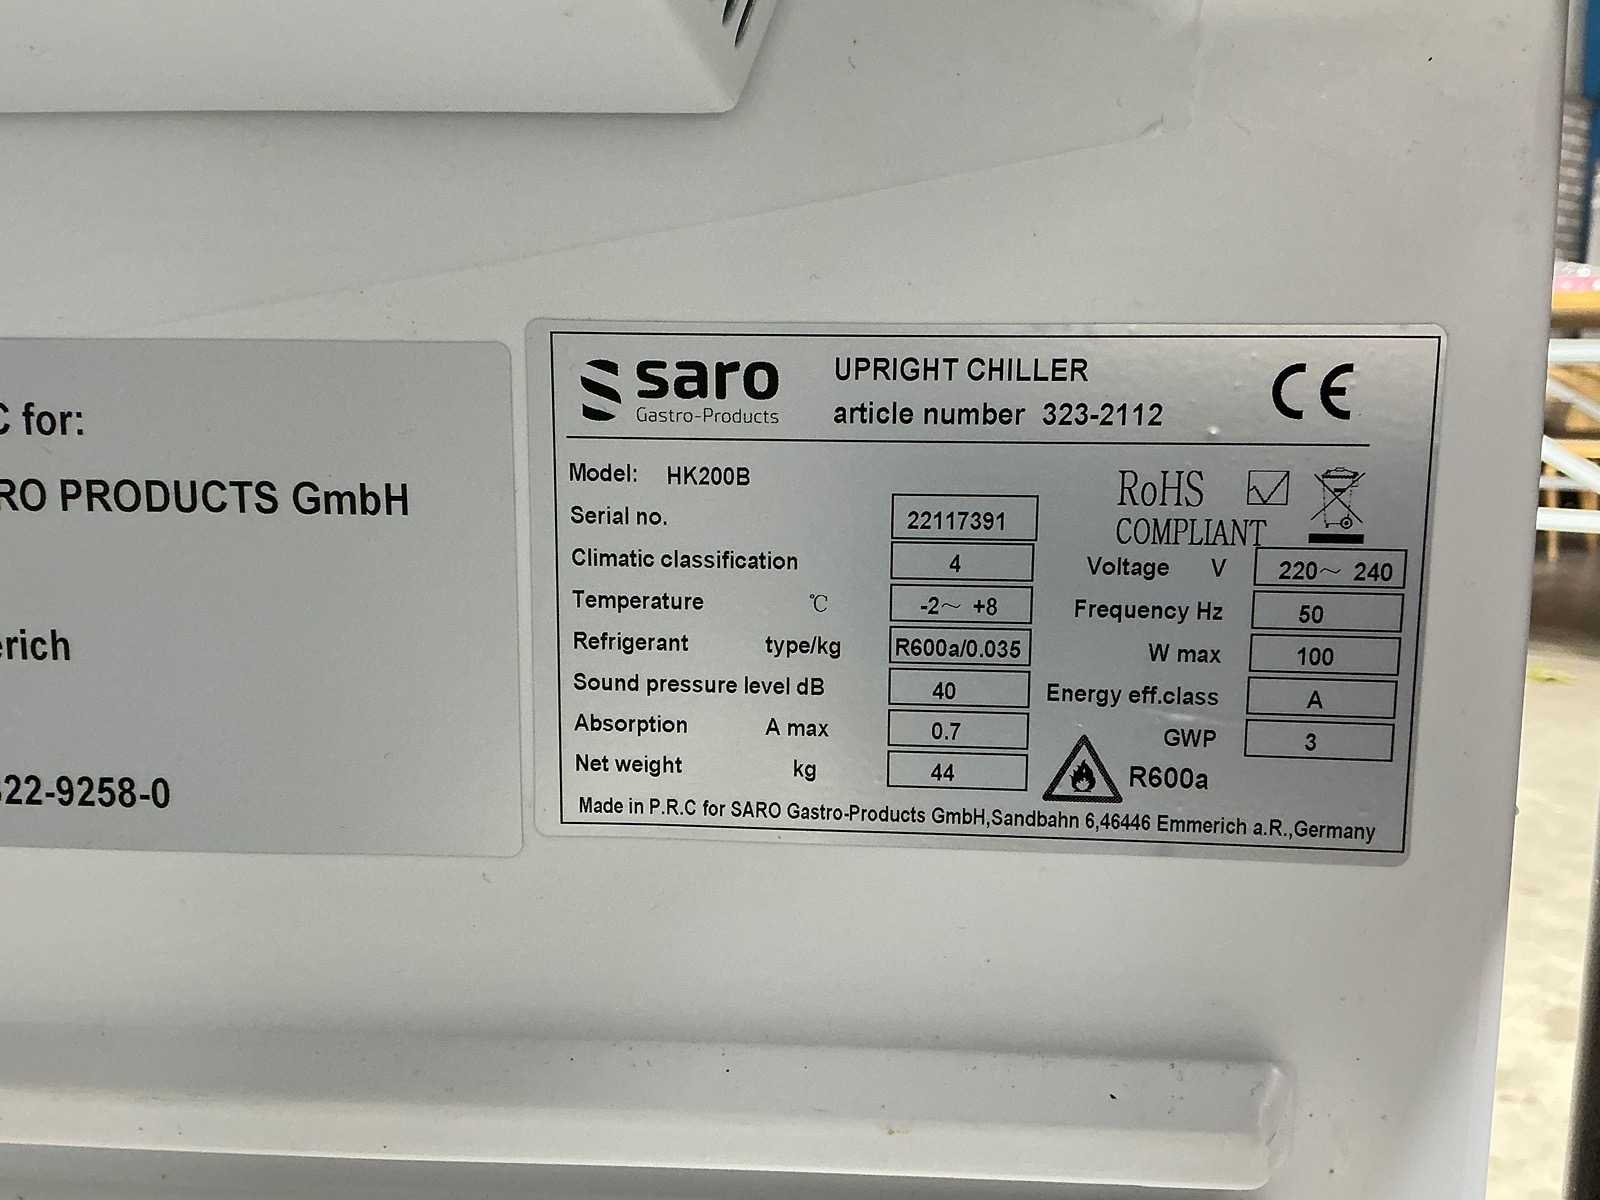 C for:
RO PRODUCTS GmbH
erich
322-9258-0
saro
Gastro-Products
UPRIGHT CHILLER
article number 323-2112
CE
Model: HK200B
Serial no. 22117391
Climatic classification 4
Temperature °C -2~ +8
Refrigerant type/kg R600a/0.035
Sound pressure level dB 40
Absorption A max 0.7
Net weight kg 44
RoHS
COMPLIANT
Voltage V 220~ 240
Frequency Hz 50
W max 100
Energy eff.class A
GWP 3
R600a
Made in P.R.C for SARO Gastro-Products GmbH,Sandbahn 6,46446 Emmerich a.R.,Germany